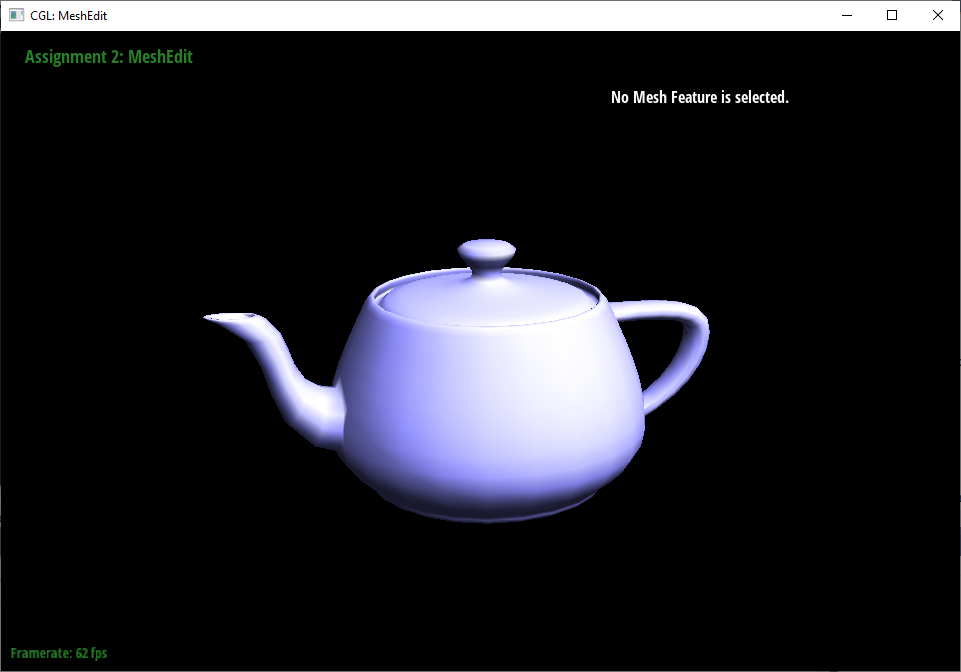 CGL: MeshEdit
Assignment 2: MeshEdit
No Mesh Feature is selected.
Framerate: 62 fps